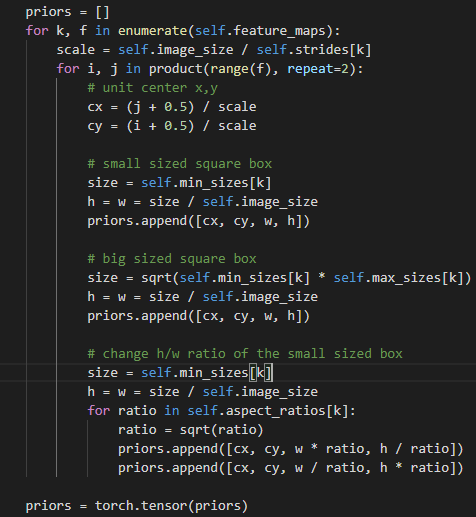 priors = []
for k, f in enumerate(self.feature_maps):
    scale = self.image_size / self.strides[k]
    for i, j in product(range(f), repeat=2):
        # unit center x,y
        cx = (j + 0.5) / scale
        cy = (i + 0.5) / scale

        # small sized square box
        size = self.min_sizes[k]
        h = w = size / self.image_size
        priors.append([cx, cy, w, h])

        # big sized square box
        size = sqrt(self.min_sizes[k] * self.max_sizes[k])
        h = w = size / self.image_size
        priors.append([cx, cy, w, h])

        # change h/w ratio of the small sized box
        size = self.min_sizes[k]
        h = w = size / self.image_size
        for ratio in self.aspect_ratios[k]:
            ratio = sqrt(ratio)
            priors.append([cx, cy, w * ratio, h / ratio])
            priors.append([cx, cy, w / ratio, h * ratio])

priors = torch.tensor(priors)